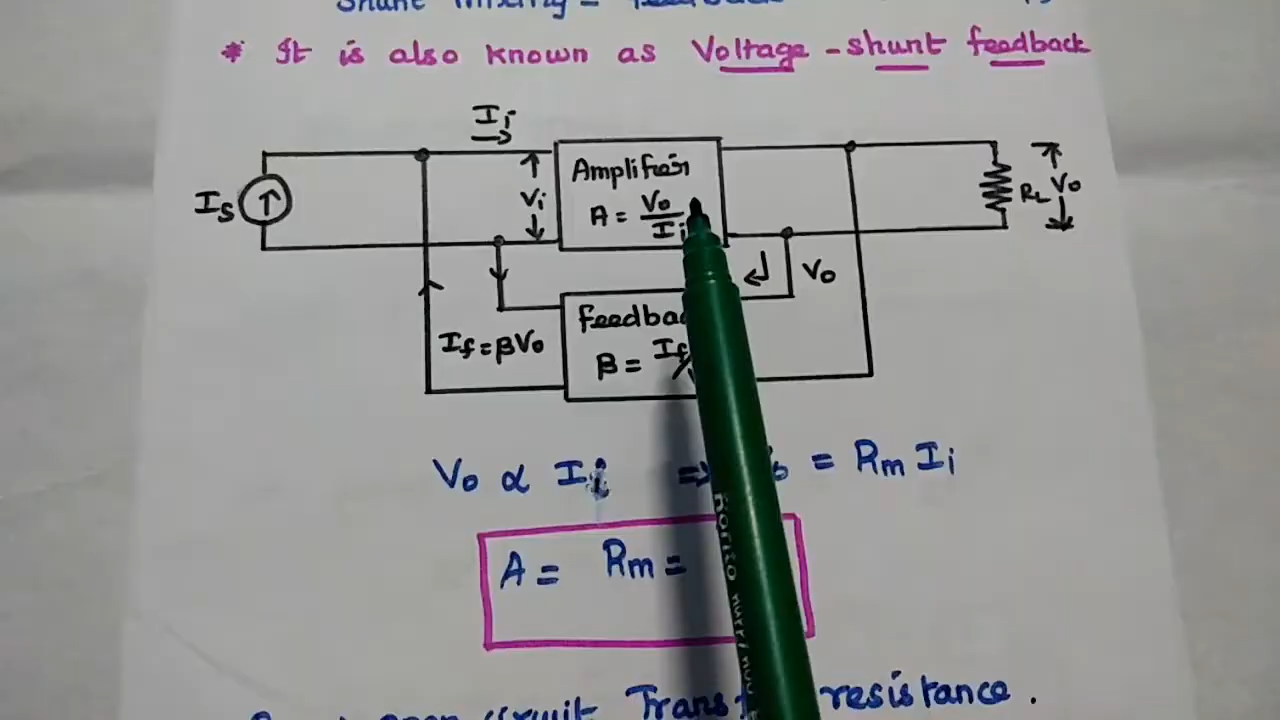 * It is also known as Voltage - shunt feedback
Ii
Is
Vi
Amplifier
A = Vo/Ii
RL Vo
Vo
If = βVo
β = If/
Vo ∝ Ii ⇒ = Rm Ii
A = Rm =
resistance.